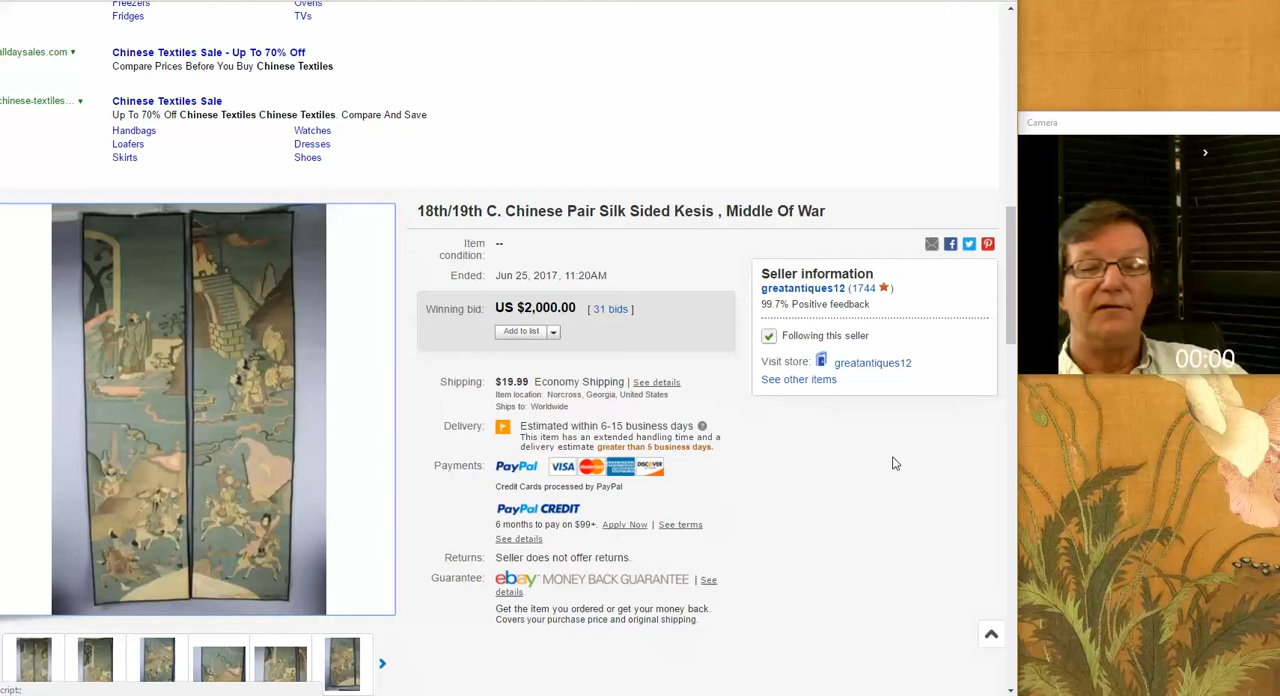 Freezers
Ovens
Fridges
TVs
alldaysales.com
Chinese Textiles Sale - Up To 70% Off
Compare Prices Before You Buy Chinese Textiles
chinese-textiles...
Chinese Textiles Sale
Up To 70% Off Chinese Textiles Chinese Textiles. Compare And Save
Handbags
Watches
Loafers
Dresses
Skirts
Shoes
Camera
00:00
18th/19th C. Chinese Pair Silk Sided Kesis , Middle Of War
Item condition:
--
Ended:
Jun 25, 2017, 11:20AM
Winning bid:
US $2,000.00
[ 31 bids ]
Add to list
Seller information
greatantiques12 (1744 )
99.7% Positive feedback
Following this seller
Visit store:
greatantiques12
See other items
Shipping:
$19.99 Economy Shipping | See details
Item location: Norcross, Georgia, United States
Ships to: Worldwide
Delivery:
Estimated within 6-15 business days
This item has an extended handling time and a
delivery estimate greater than 5 business days.
Payments:
PayPal VISA MasterCard AMERICAN EXPRESS DISCOVER
Credit Cards processed by PayPal
PayPal CREDIT
6 months to pay on $99+. Apply Now | See terms
See details
Returns:
Seller does not offer returns.
Guarantee:
ebay MONEY BACK GUARANTEE | See
details
Get the item you ordered or get your money back.
Covers your purchase price and original shipping.
script:;